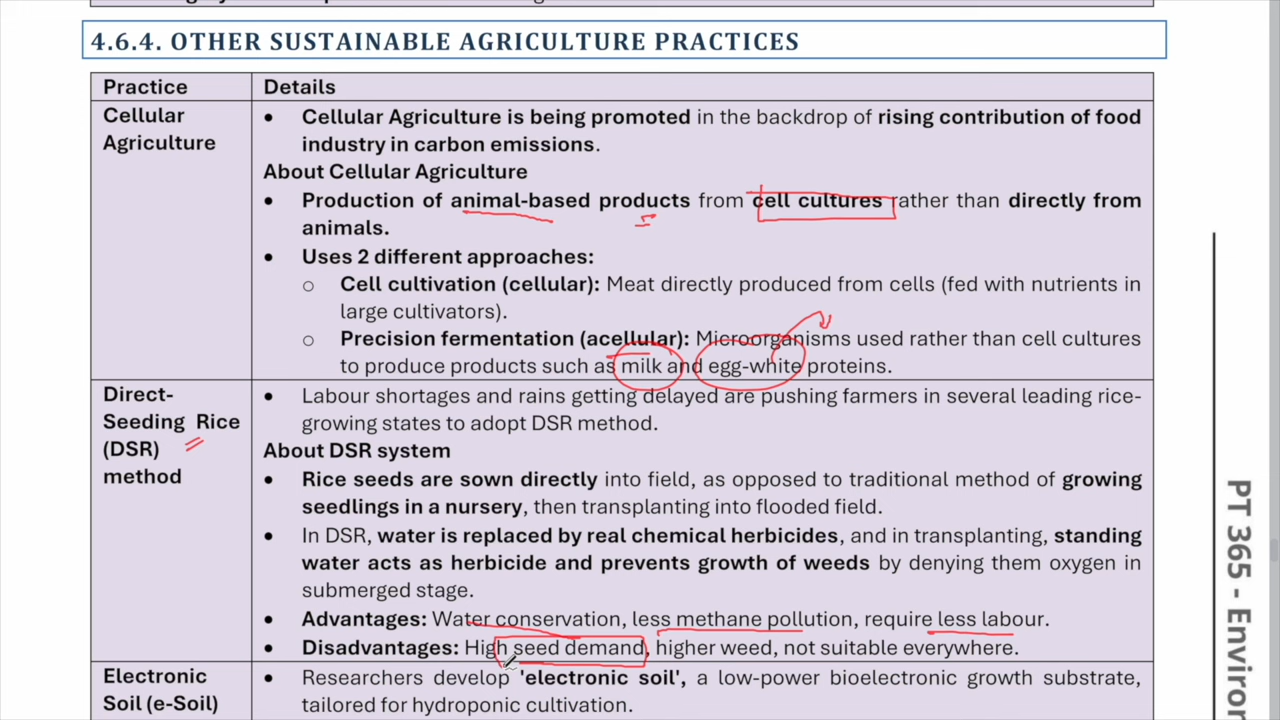 4.6.4. OTHER SUSTAINABLE AGRICULTURE PRACTICES
Practice
Details
Cellular
Agriculture
• Cellular Agriculture is being promoted in the backdrop of rising contribution of food
industry in carbon emissions.
About Cellular Agriculture
• Production of animal-based products from cell cultures rather than directly from
animals.
• Uses 2 different approaches:
o Cell cultivation (cellular): Meat directly produced from cells (fed with nutrients in
large cultivators).
o Precision fermentation (acellular): Microorganisms used rather than cell cultures
to produce products such as milk and egg-white proteins.
Direct-
Seeding Rice
(DSR)
method
• Labour shortages and rains getting delayed are pushing farmers in several leading rice-
growing states to adopt DSR method.
About DSR system
• Rice seeds are sown directly into field, as opposed to traditional method of growing
seedlings in a nursery, then transplanting into flooded field.
• In DSR, water is replaced by real chemical herbicides, and in transplanting, standing
water acts as herbicide and prevents growth of weeds by denying them oxygen in
submerged stage.
• Advantages: Water conservation, less methane pollution, require less labour.
• Disadvantages: High seed demand, higher weed, not suitable everywhere.
Electronic
Soil (e-Soil)
• Researchers develop 'electronic soil', a low-power bioelectronic growth substrate,
tailored for hydroponic cultivation.
PT 365 - Environ